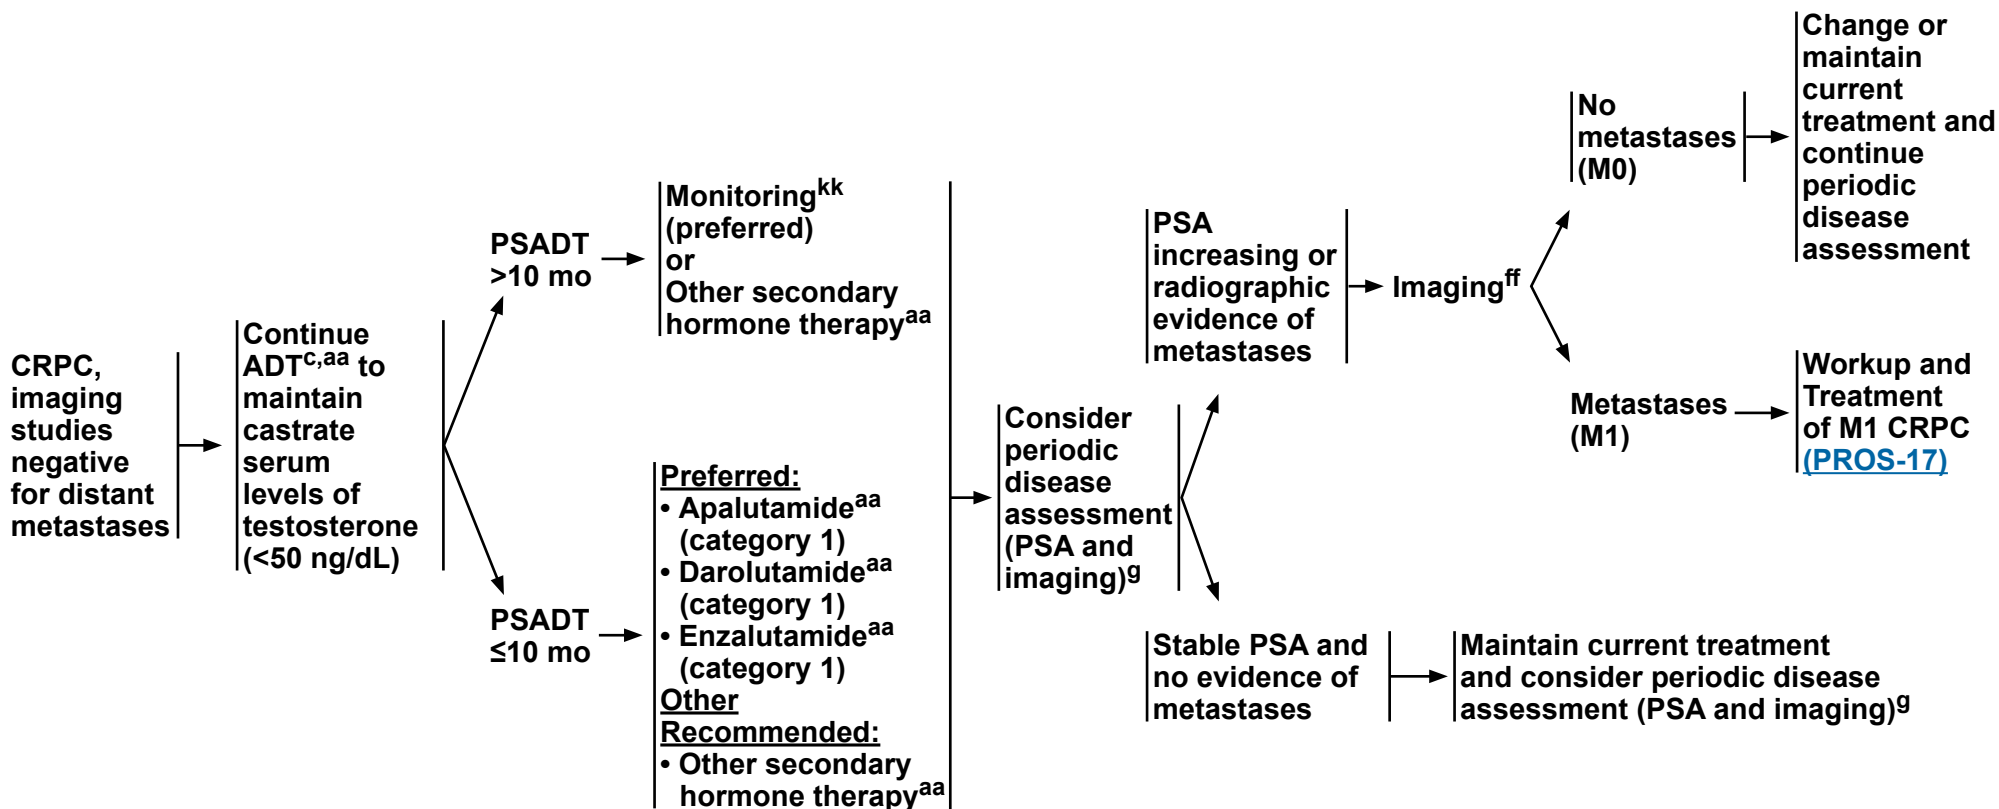 CRPC,
imaging
studies
negative
for distant
metastases
Continue
ADTc,aa to
maintain
castrate
serum
levels of
testosterone
(<50 ng/dL)
PSADT
>10 mo
Monitoringkk
(preferred)
or
Other secondary
hormone therapyaa
PSADT
≤10 mo
Preferred:
• Apalutamideaa
(category 1)
• Darolutamideaa
(category 1)
• Enzalutamideaa
(category 1)
Other
Recommended:
• Other secondary
hormone therapyaa
Consider
periodic
disease
assessment
(PSA and
imaging)g
PSA
increasing or
radiographic
evidence of
metastases
Imagingff
No
metastases
(M0)
Change or
maintain
current
treatment and
continue
periodic
disease
assessment
Metastases
(M1)
Workup and
Treatment
of M1 CRPC
(PROS-17)
Stable PSA and
no evidence of
metastases
Maintain current treatment
and consider periodic disease
assessment (PSA and imaging)g